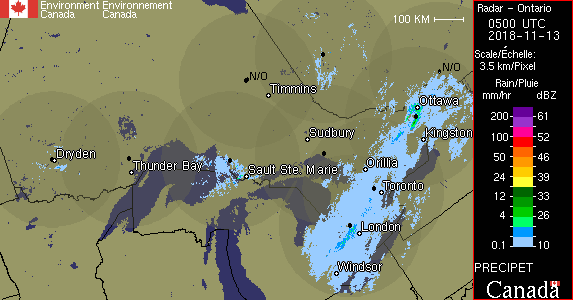 Environment Environnement
Canada Canada
100 KM
N/O
N/O
Timmins
Ottawa
Sudbury
Kingston
Dryden
Thunder Bay
Sault Ste. Marie
Orillia
Toronto
London
Windsor
Radar - Ontario
0500 UTC
2018-11-13
Scale/Échelle:
3.5 km/Pixel
Rain/Pluie
mm/hr dBZ
200 61
100 52
50 46
24 39
12 33
4 26
0.1 10
PRECIPET
Canada